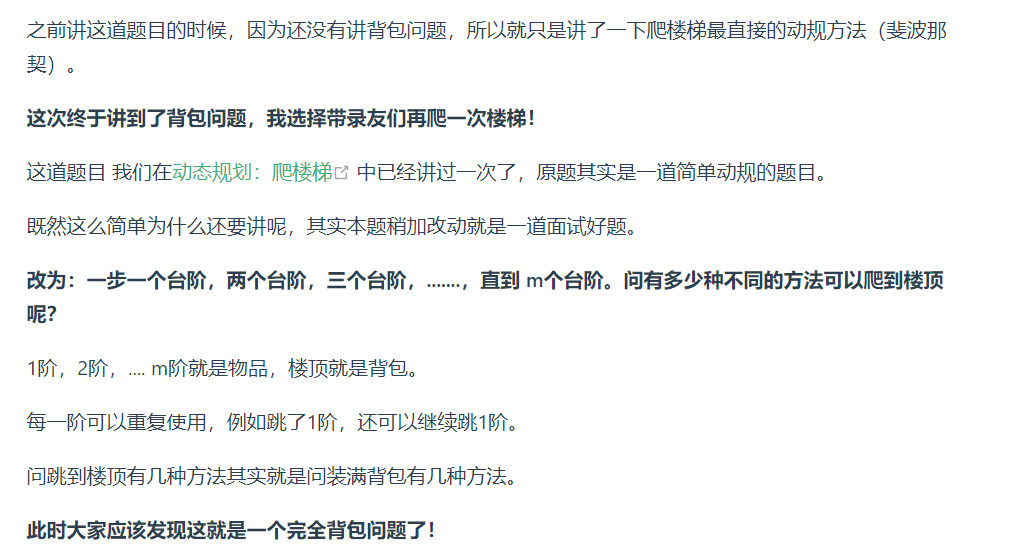 之前讲这道题目的时候，因为还没有讲背包问题，所以就只是讲了一下爬楼梯最直接的动规方法（斐波那
契）。
这次终于讲到了背包问题，我选择带录友们再爬一次楼梯！
这道题目 我们在动态规划：爬楼梯 中已经讲过一次了，原题其实是一道简单动规的题目。
既然这么简单为什么还要讲呢，其实本题稍加改动就是一道面试好题。
改为：一步一个台阶，两个台阶，三个台阶，.......，直到 m个台阶。问有多少种不同的方法可以爬到楼顶
呢？
1阶，2阶，.... m阶就是物品，楼顶就是背包。
每一阶可以重复使用，例如跳了1阶，还可以继续跳1阶。
问跳到楼顶有几种方法其实就是问装满背包有几种方法。
此时大家应该发现这就是一个完全背包问题了！